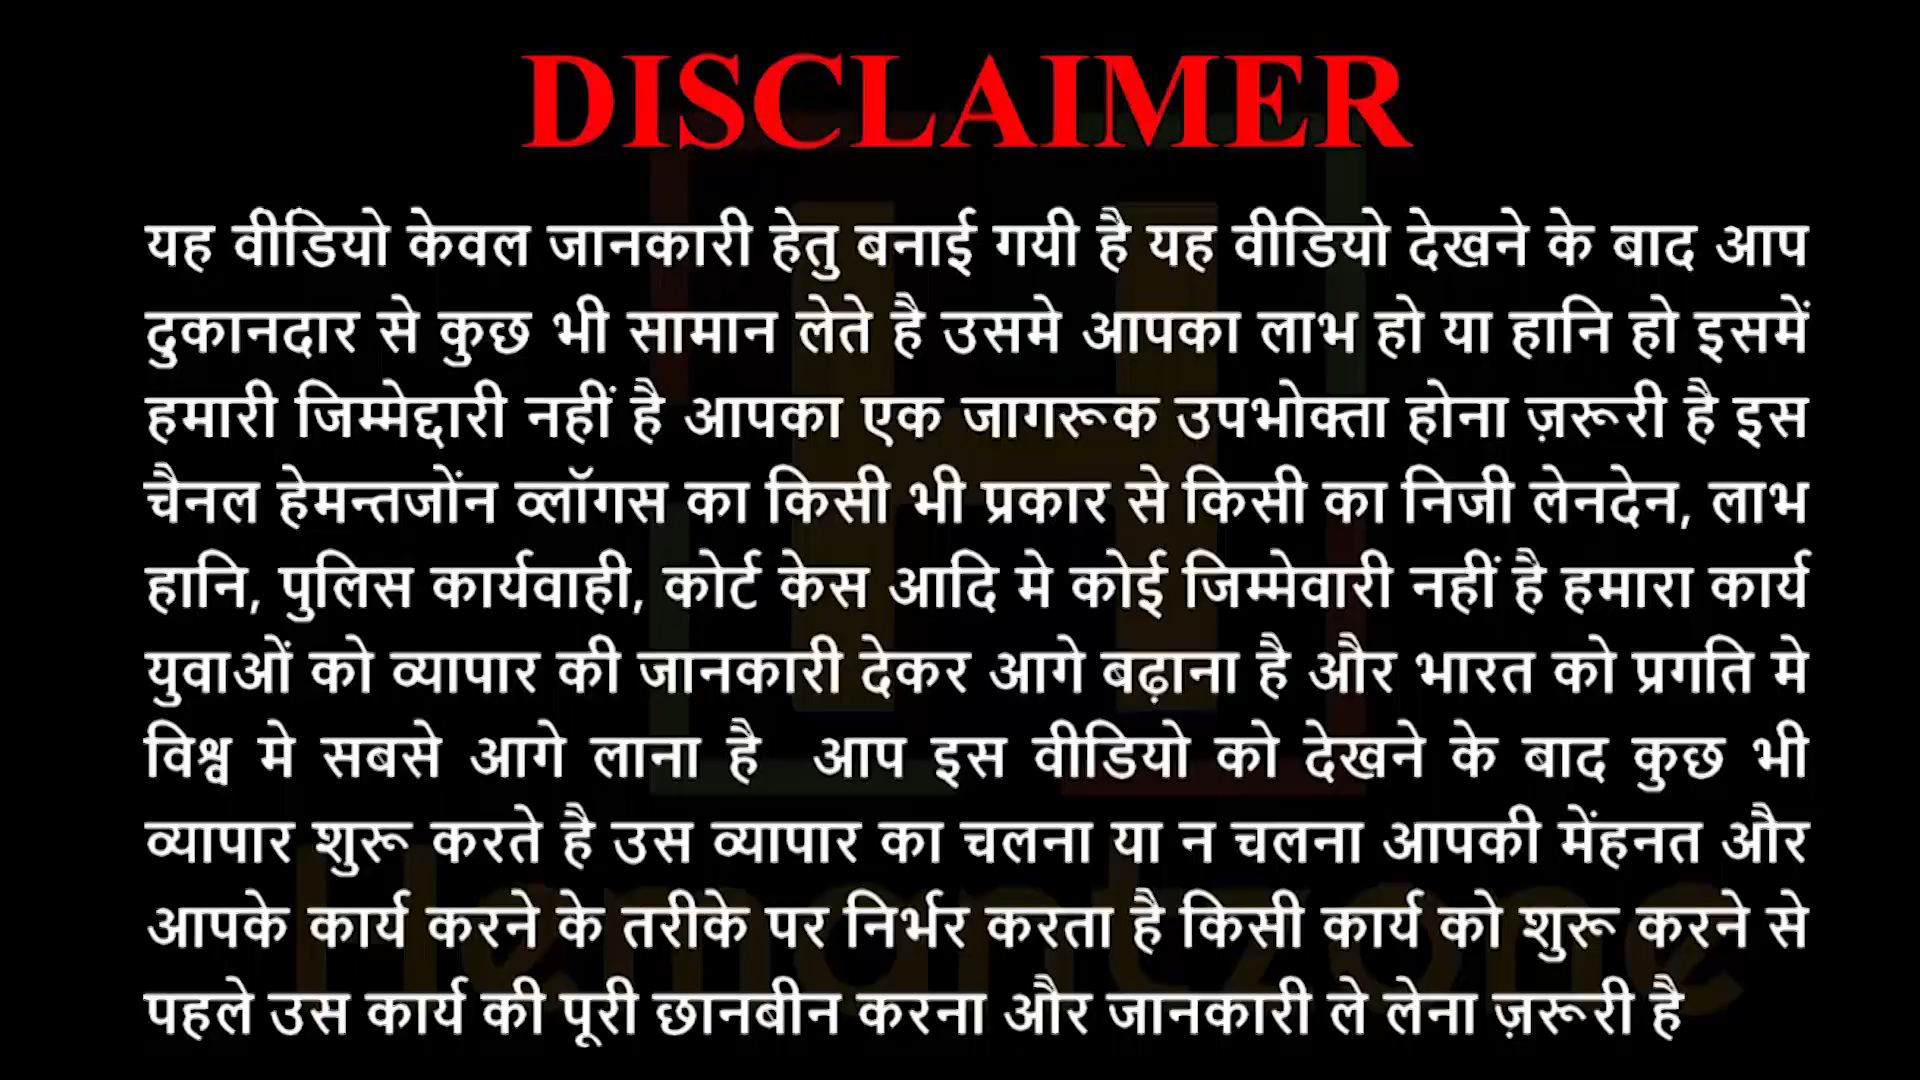 DISCLAIMER
यह वीडियो केवल जानकारी हेतु बनाई गयी है यह वीडियो देखने के बाद आप
दुकानदार से कुछ भी सामान लेते है उसमे आपका लाभ हो या हानि हो इसमें
हमारी जिम्मेद्दारी नहीं है आपका एक जागरूक उपभोक्ता होना ज़रूरी है इस
चैनल हेमन्तजोंन व्लॉगस का किसी भी प्रकार से किसी का निजी लेनदेन, लाभ
हानि, पुलिस कार्यवाही, कोर्ट केस आदि मे कोई जिम्मेवारी नहीं है हमारा कार्य
युवाओं को व्यापार की जानकारी देकर आगे बढ़ाना है और भारत को प्रगति मे
विश्व मे सबसे आगे लाना है आप इस वीडियो को देखने के बाद कुछ भी
व्यापार शुरू करते है उस व्यापार का चलना या न चलना आपकी मेंहनत और
आपके कार्य करने के तरीके पर निर्भर करता है किसी कार्य को शुरू करने से
पहले उस कार्य की पूरी छानबीन करना और जानकारी ले लेना ज़रूरी है
Hemantzone